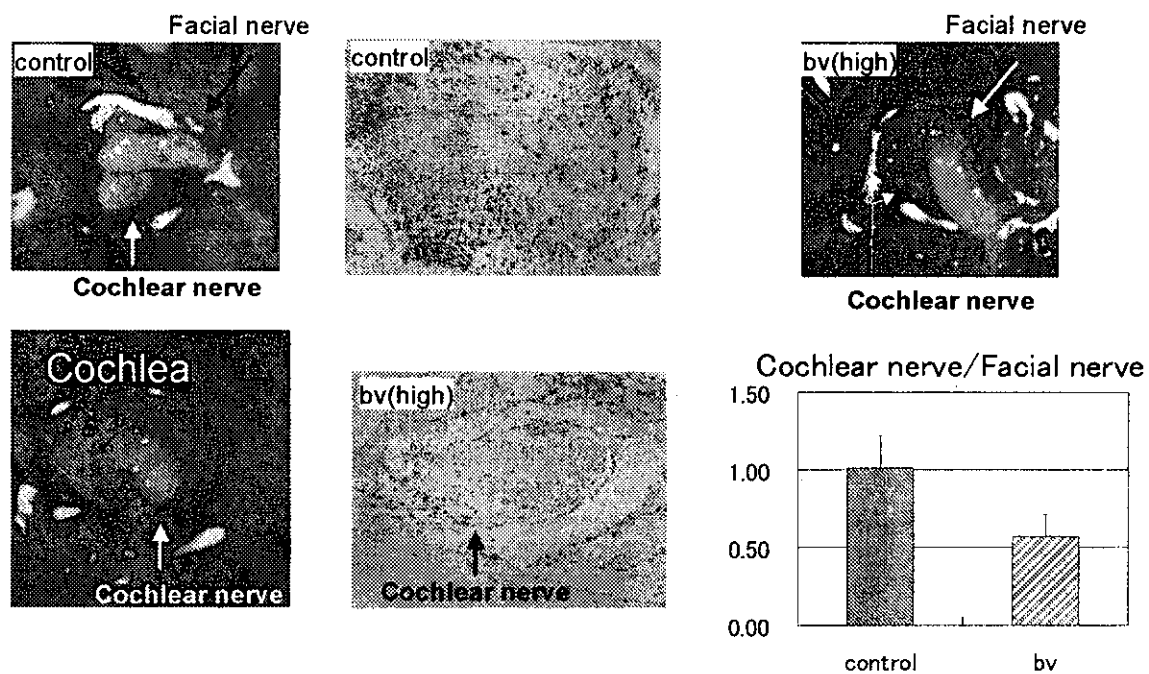 Facial nerve
control
Cochlear nerve
control
Facial nerve
bv(high)
Cochlear nerve
Cochlea
Cochlear nerve
bv(high)
Cochlear nerve
Cochlear nerve/Facial nerve
1.50
1.00
0.50
0.00
control
bv